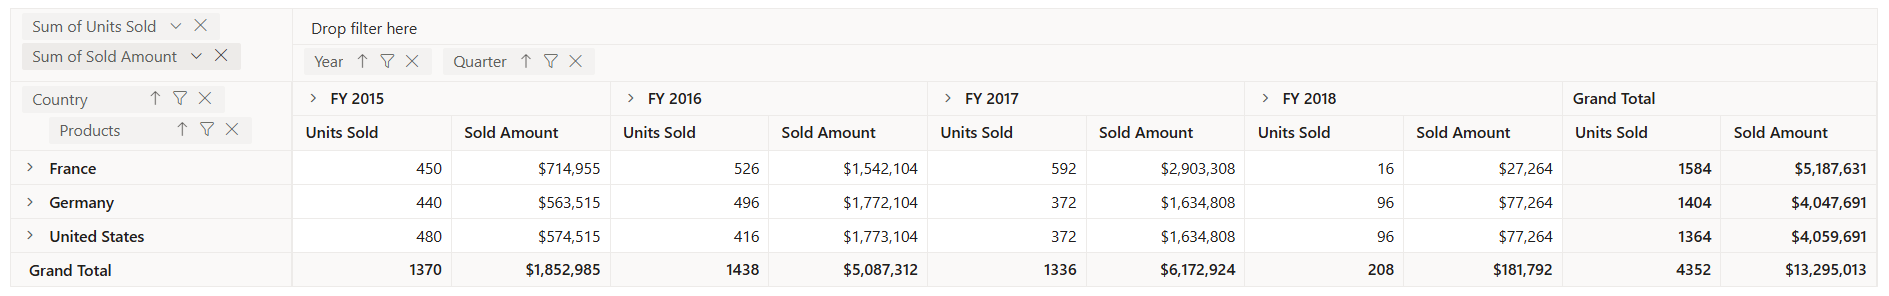 Sum of Units Sold
Drop filter here
Sum of Sold Amount
Year Quarter
Country FY 2015 FY 2016 FY 2017 FY 2018 Grand Total
Products Units Sold Sold Amount Units Sold Sold Amount Units Sold Sold Amount Units Sold Sold Amount Units Sold Sold Amount
France 450 $714,955 526 $1,542,104 592 $2,903,308 16 $27,264 1584 $5,187,631
Germany 440 $563,515 496 $1,772,104 372 $1,634,808 96 $77,264 1404 $4,047,691
United States 480 $574,515 416 $1,773,104 372 $1,634,808 96 $77,264 1364 $4,059,691
Grand Total 1370 $1,852,985 1438 $5,087,312 1336 $6,172,924 208 $181,792 4352 $13,295,013